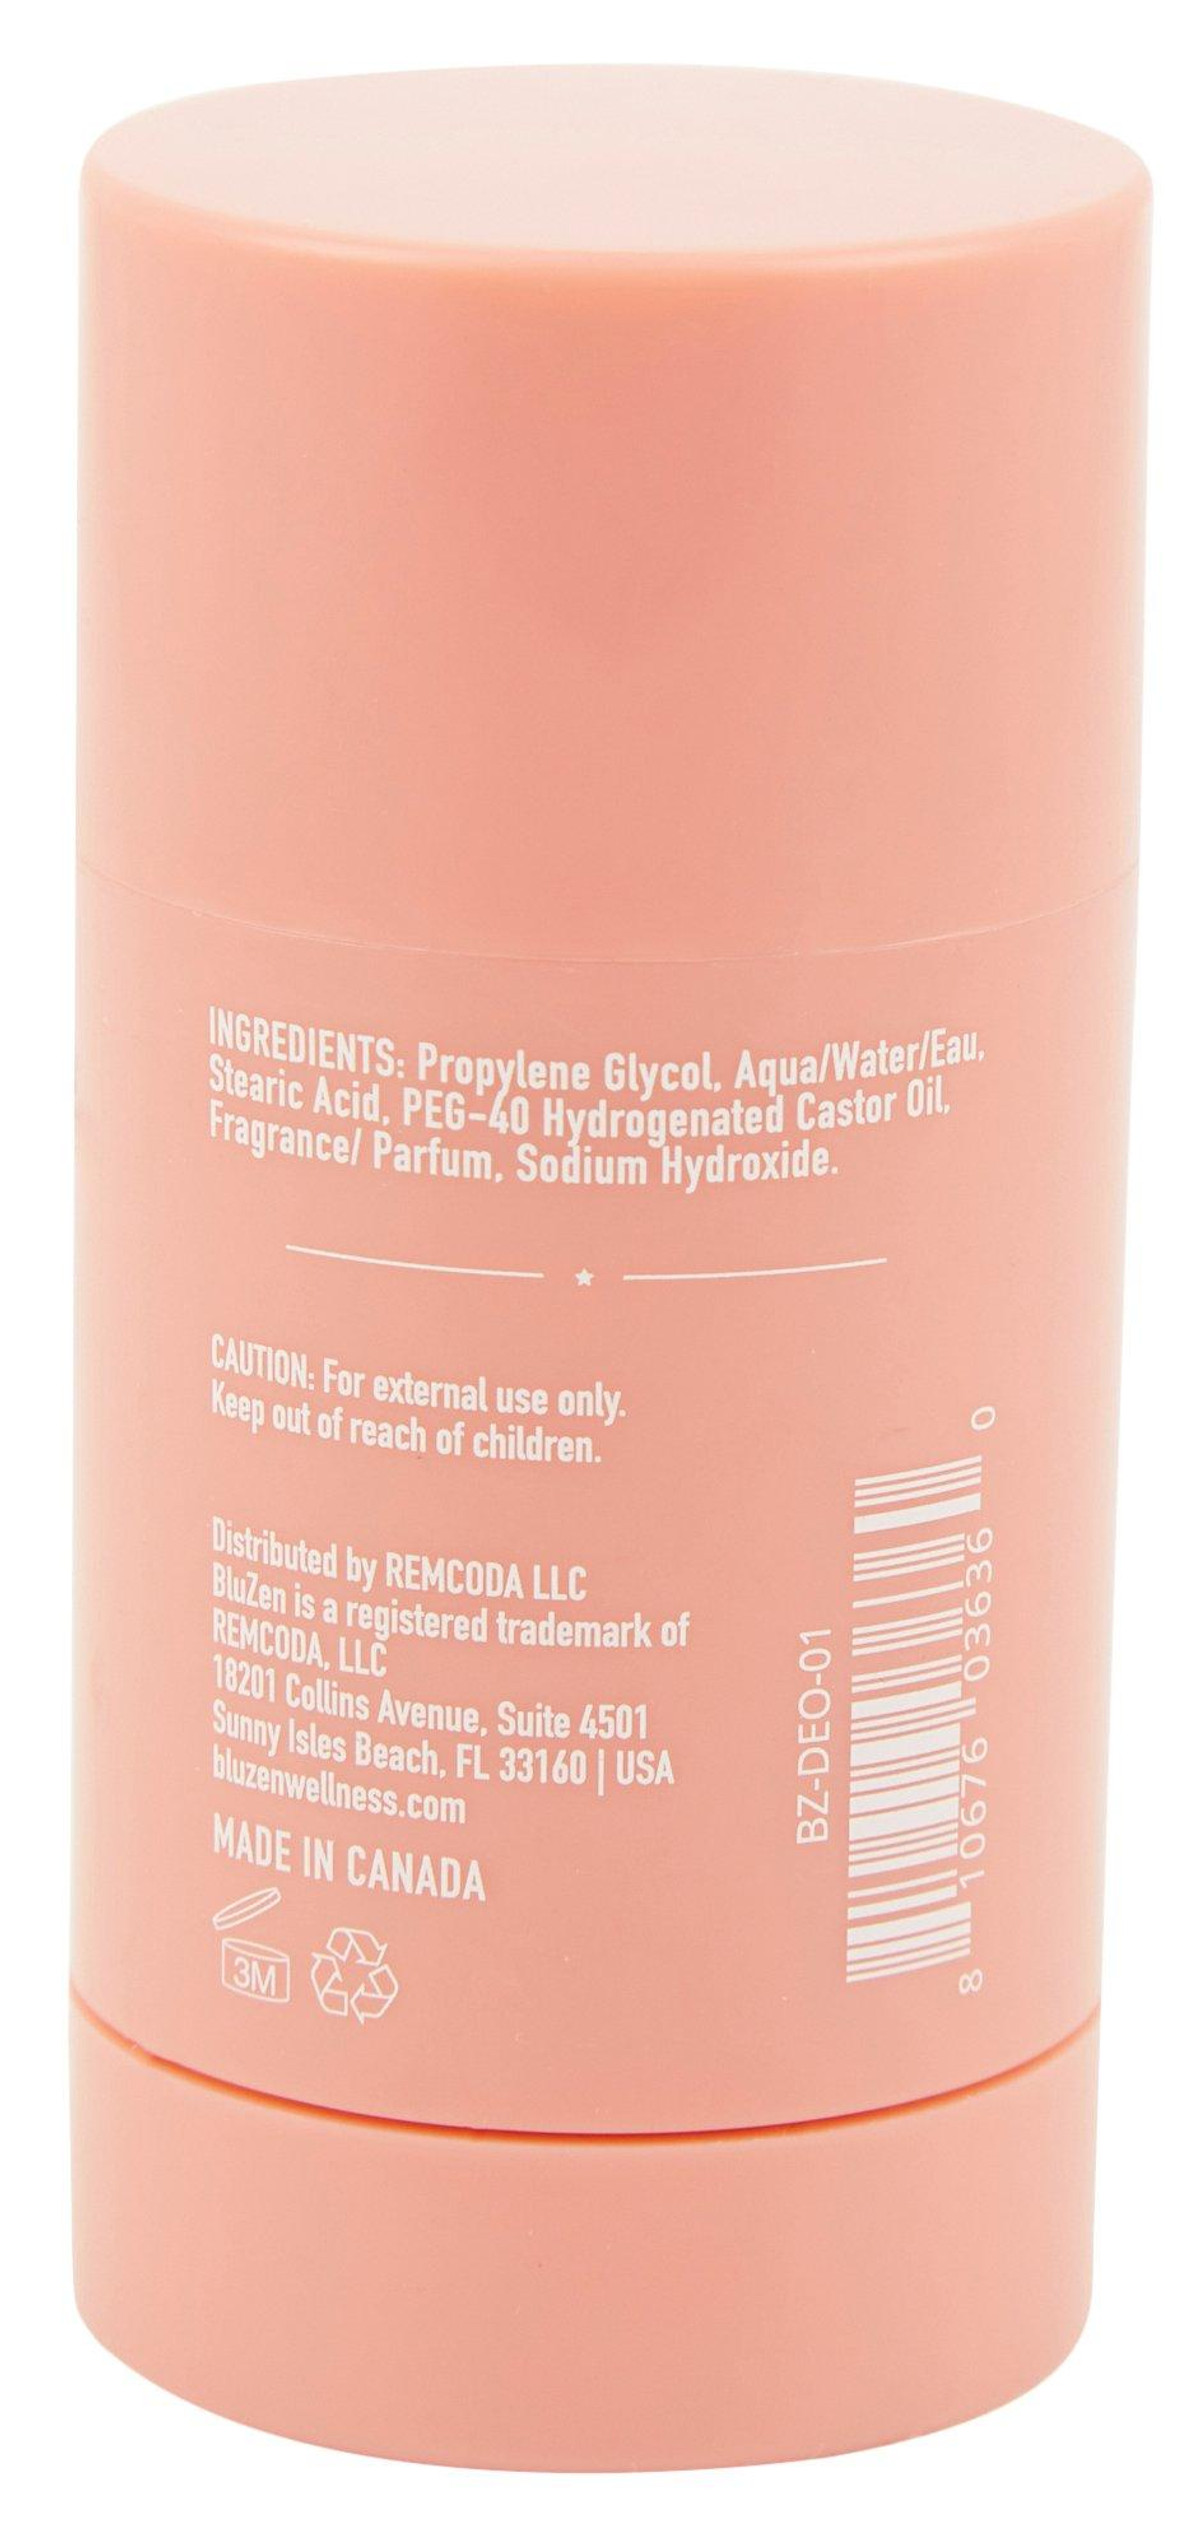 INGREDIENTS: Propylene Glycol, Aqua/Water/Eau,
Stearic Acid, PEG-40 Hydrogenated Castor Oil,
Fragrance/ Parfum, Sodium Hydroxide.
CAUTION: For external use only.
Keep out of reach of children.
Distributed by REMCODA LLC
BluZen is a registered trademark of
REMCODA, LLC
18201 Collins Avenue, Suite 4501
Sunny Isles Beach, FL 33160 | USA
bluzenwellness.com
MADE IN CANADA
3M
BZ-DEO-01
8 10676 03636 0